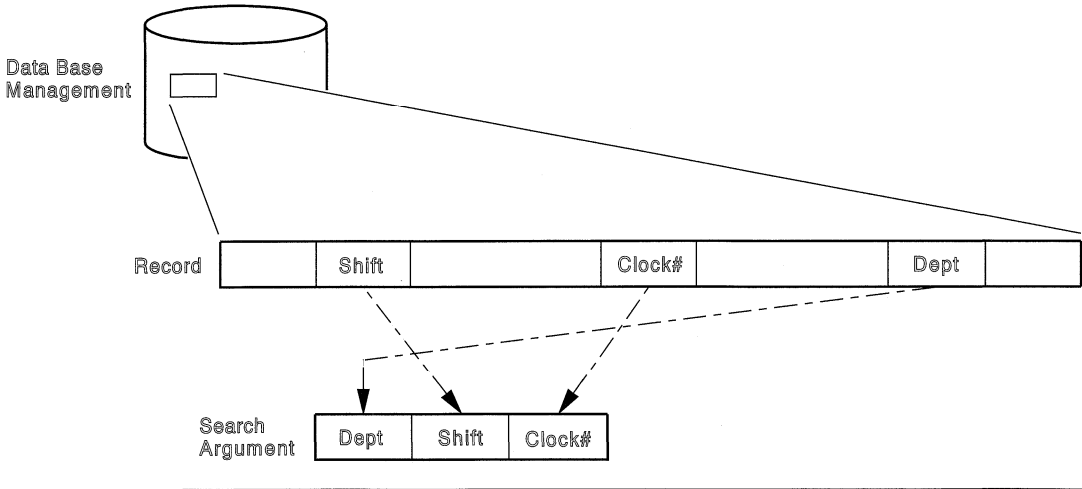 Data Base
Management
Record
Shift
Clock#
Dept
Search
Argument
Dept
Shift
Clock#